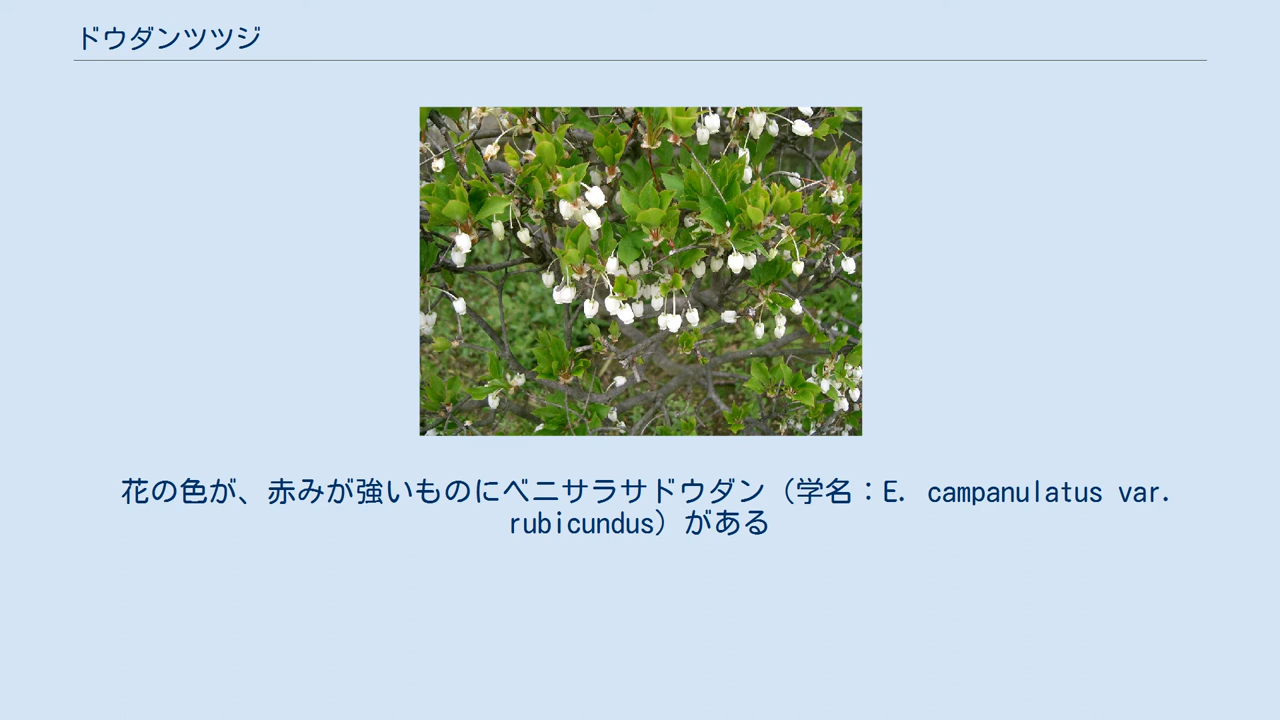 ドウダンツツジ
花の色が、赤みが強いものにベニサラサドウダン（学名：E. campanulatus var.
rubicundus）がある